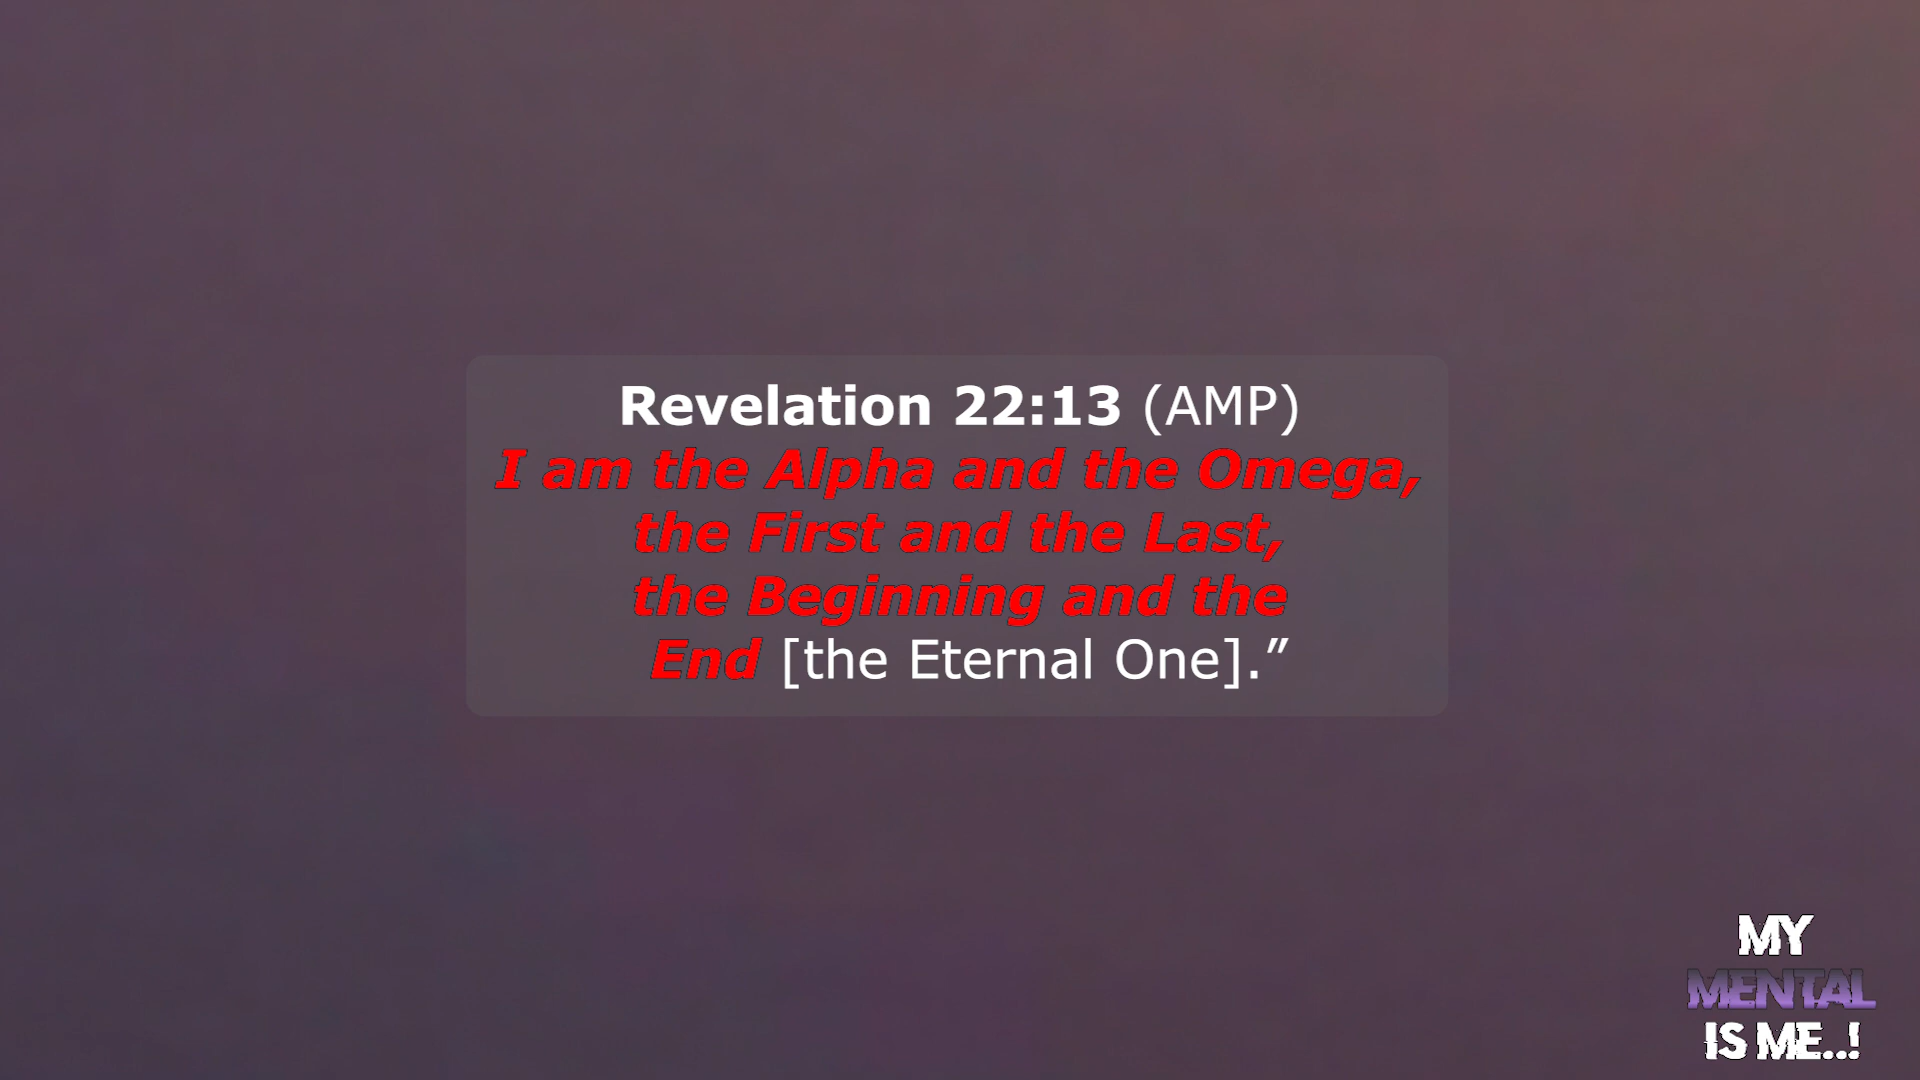 Revelation 22:13 (AMP)
I am the Alpha and the Omega,
the First and the Last,
the Beginning and the
End [the Eternal One].”
MY
MENTAL
IS ME..!